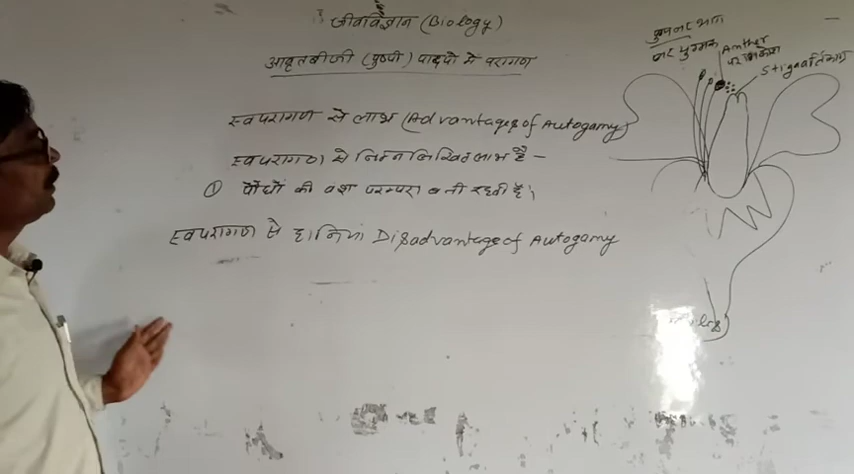 जीवविज्ञान (Biology)
आवृतबीजी (पुष्पी) पादपो मे परागण
स्वपरागण से लाभ (Advantages of Autogamy)
स्वपरागण से निम्नलिखित लाभ है -
① पौधों की वंश परम्परा बनी रहती है।
स्वपरागण से हानियां Disadvantage of Autogamy
Anther
Stigma